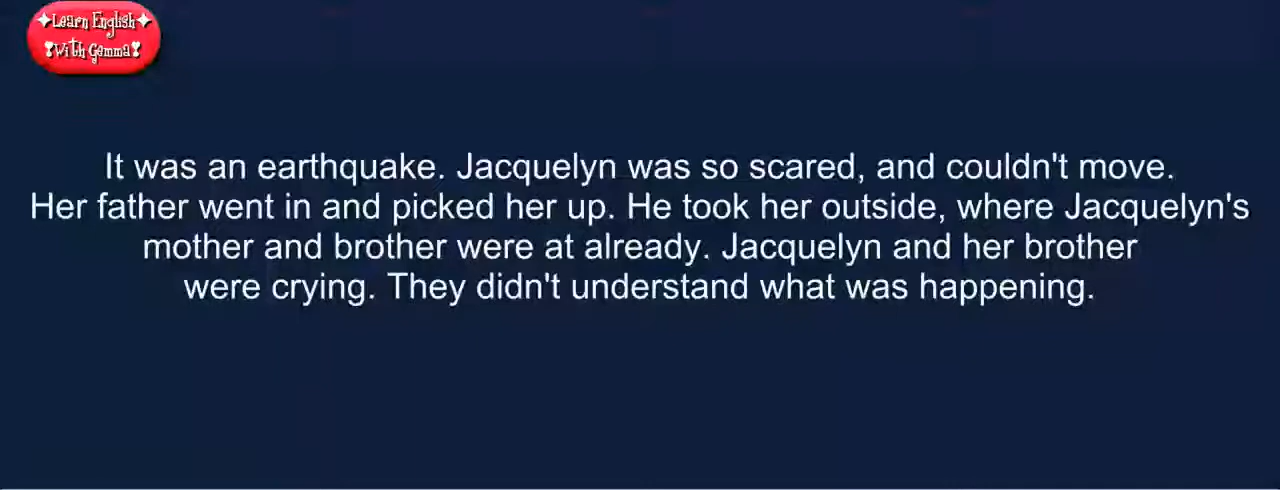 ✦Learn English✦
❣With Gemma❣
It was an earthquake. Jacquelyn was so scared, and couldn't move.
Her father went in and picked her up. He took her outside, where Jacquelyn's
mother and brother were at already. Jacquelyn and her brother
were crying. They didn't understand what was happening.